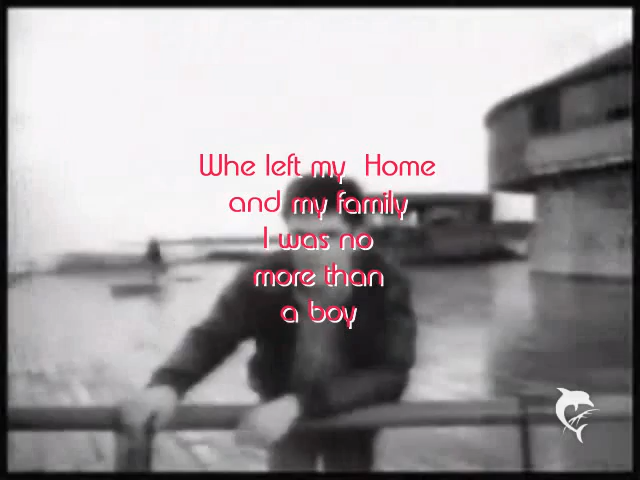 Whe left my Home
and my family
I was no
more than
a boy